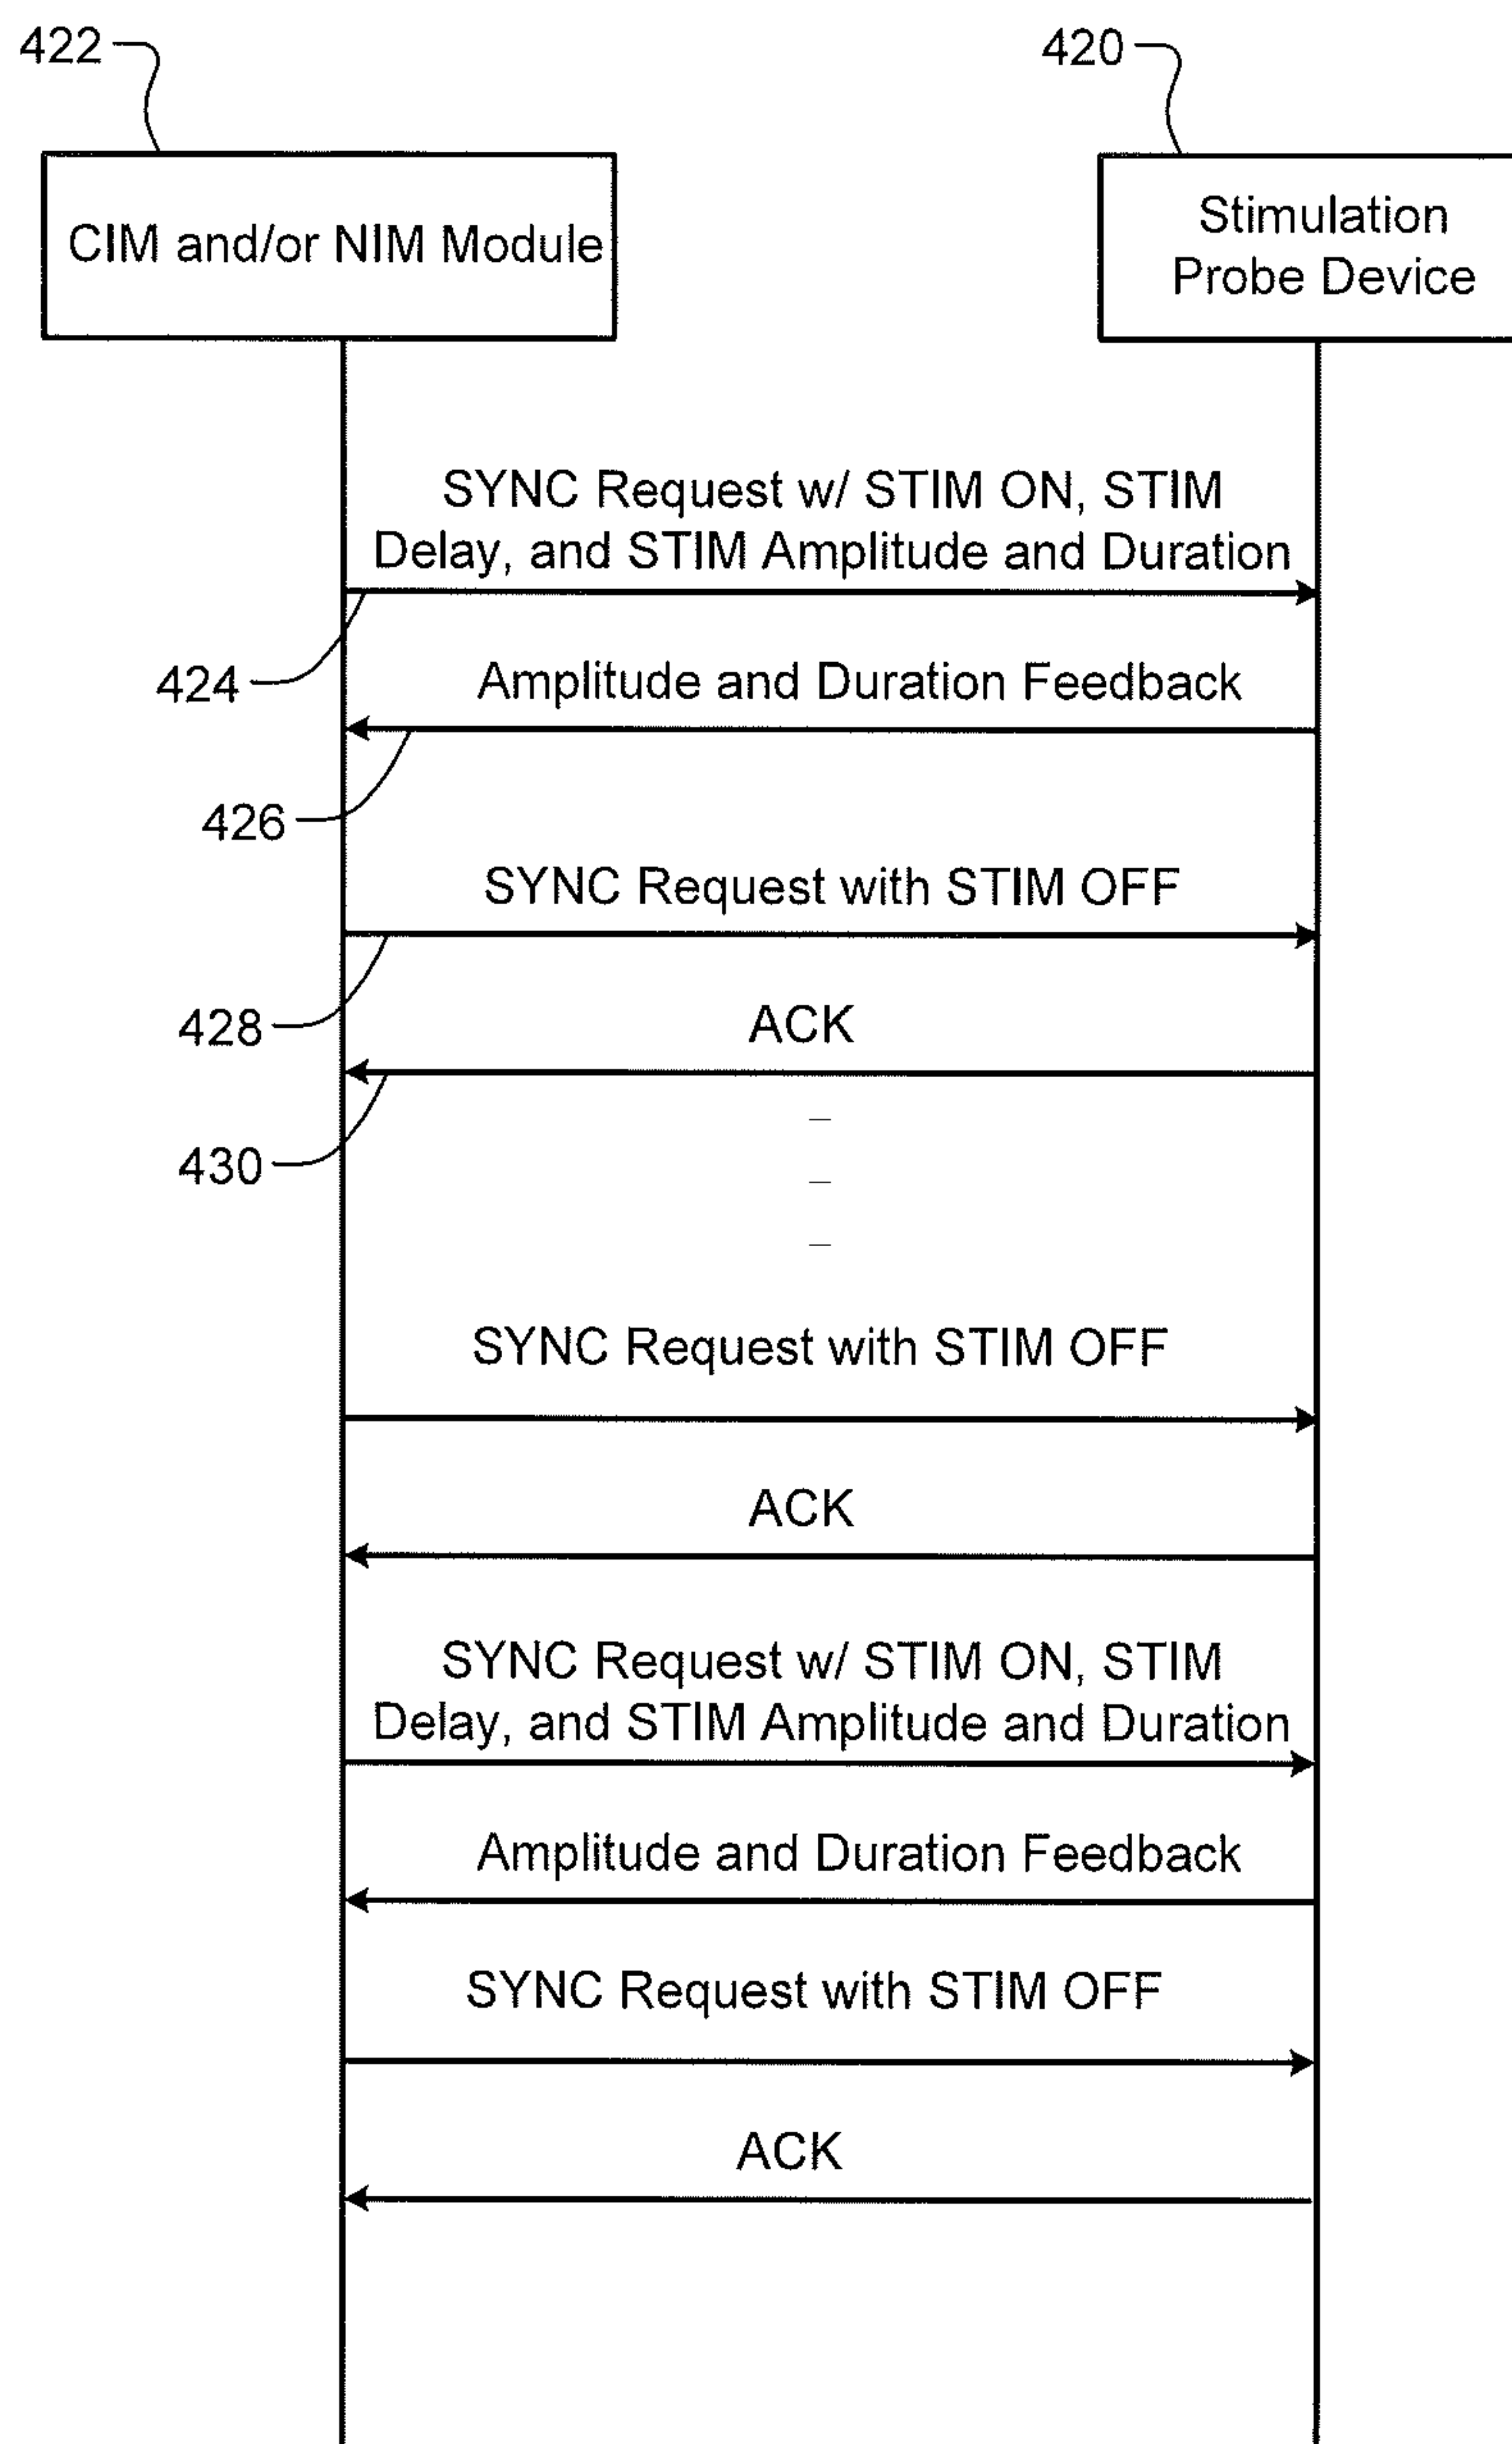 422
420
CIM and/or NIM Module
Stimulation
Probe Device
SYNC Request w/ STIM ON, STIM
Delay, and STIM Amplitude and Duration
424
Amplitude and Duration Feedback
426
SYNC Request with STIM OFF
428
ACK
430
SYNC Request with STIM OFF
ACK
SYNC Request w/ STIM ON, STIM
Delay, and STIM Amplitude and Duration
Amplitude and Duration Feedback
SYNC Request with STIM OFF
ACK